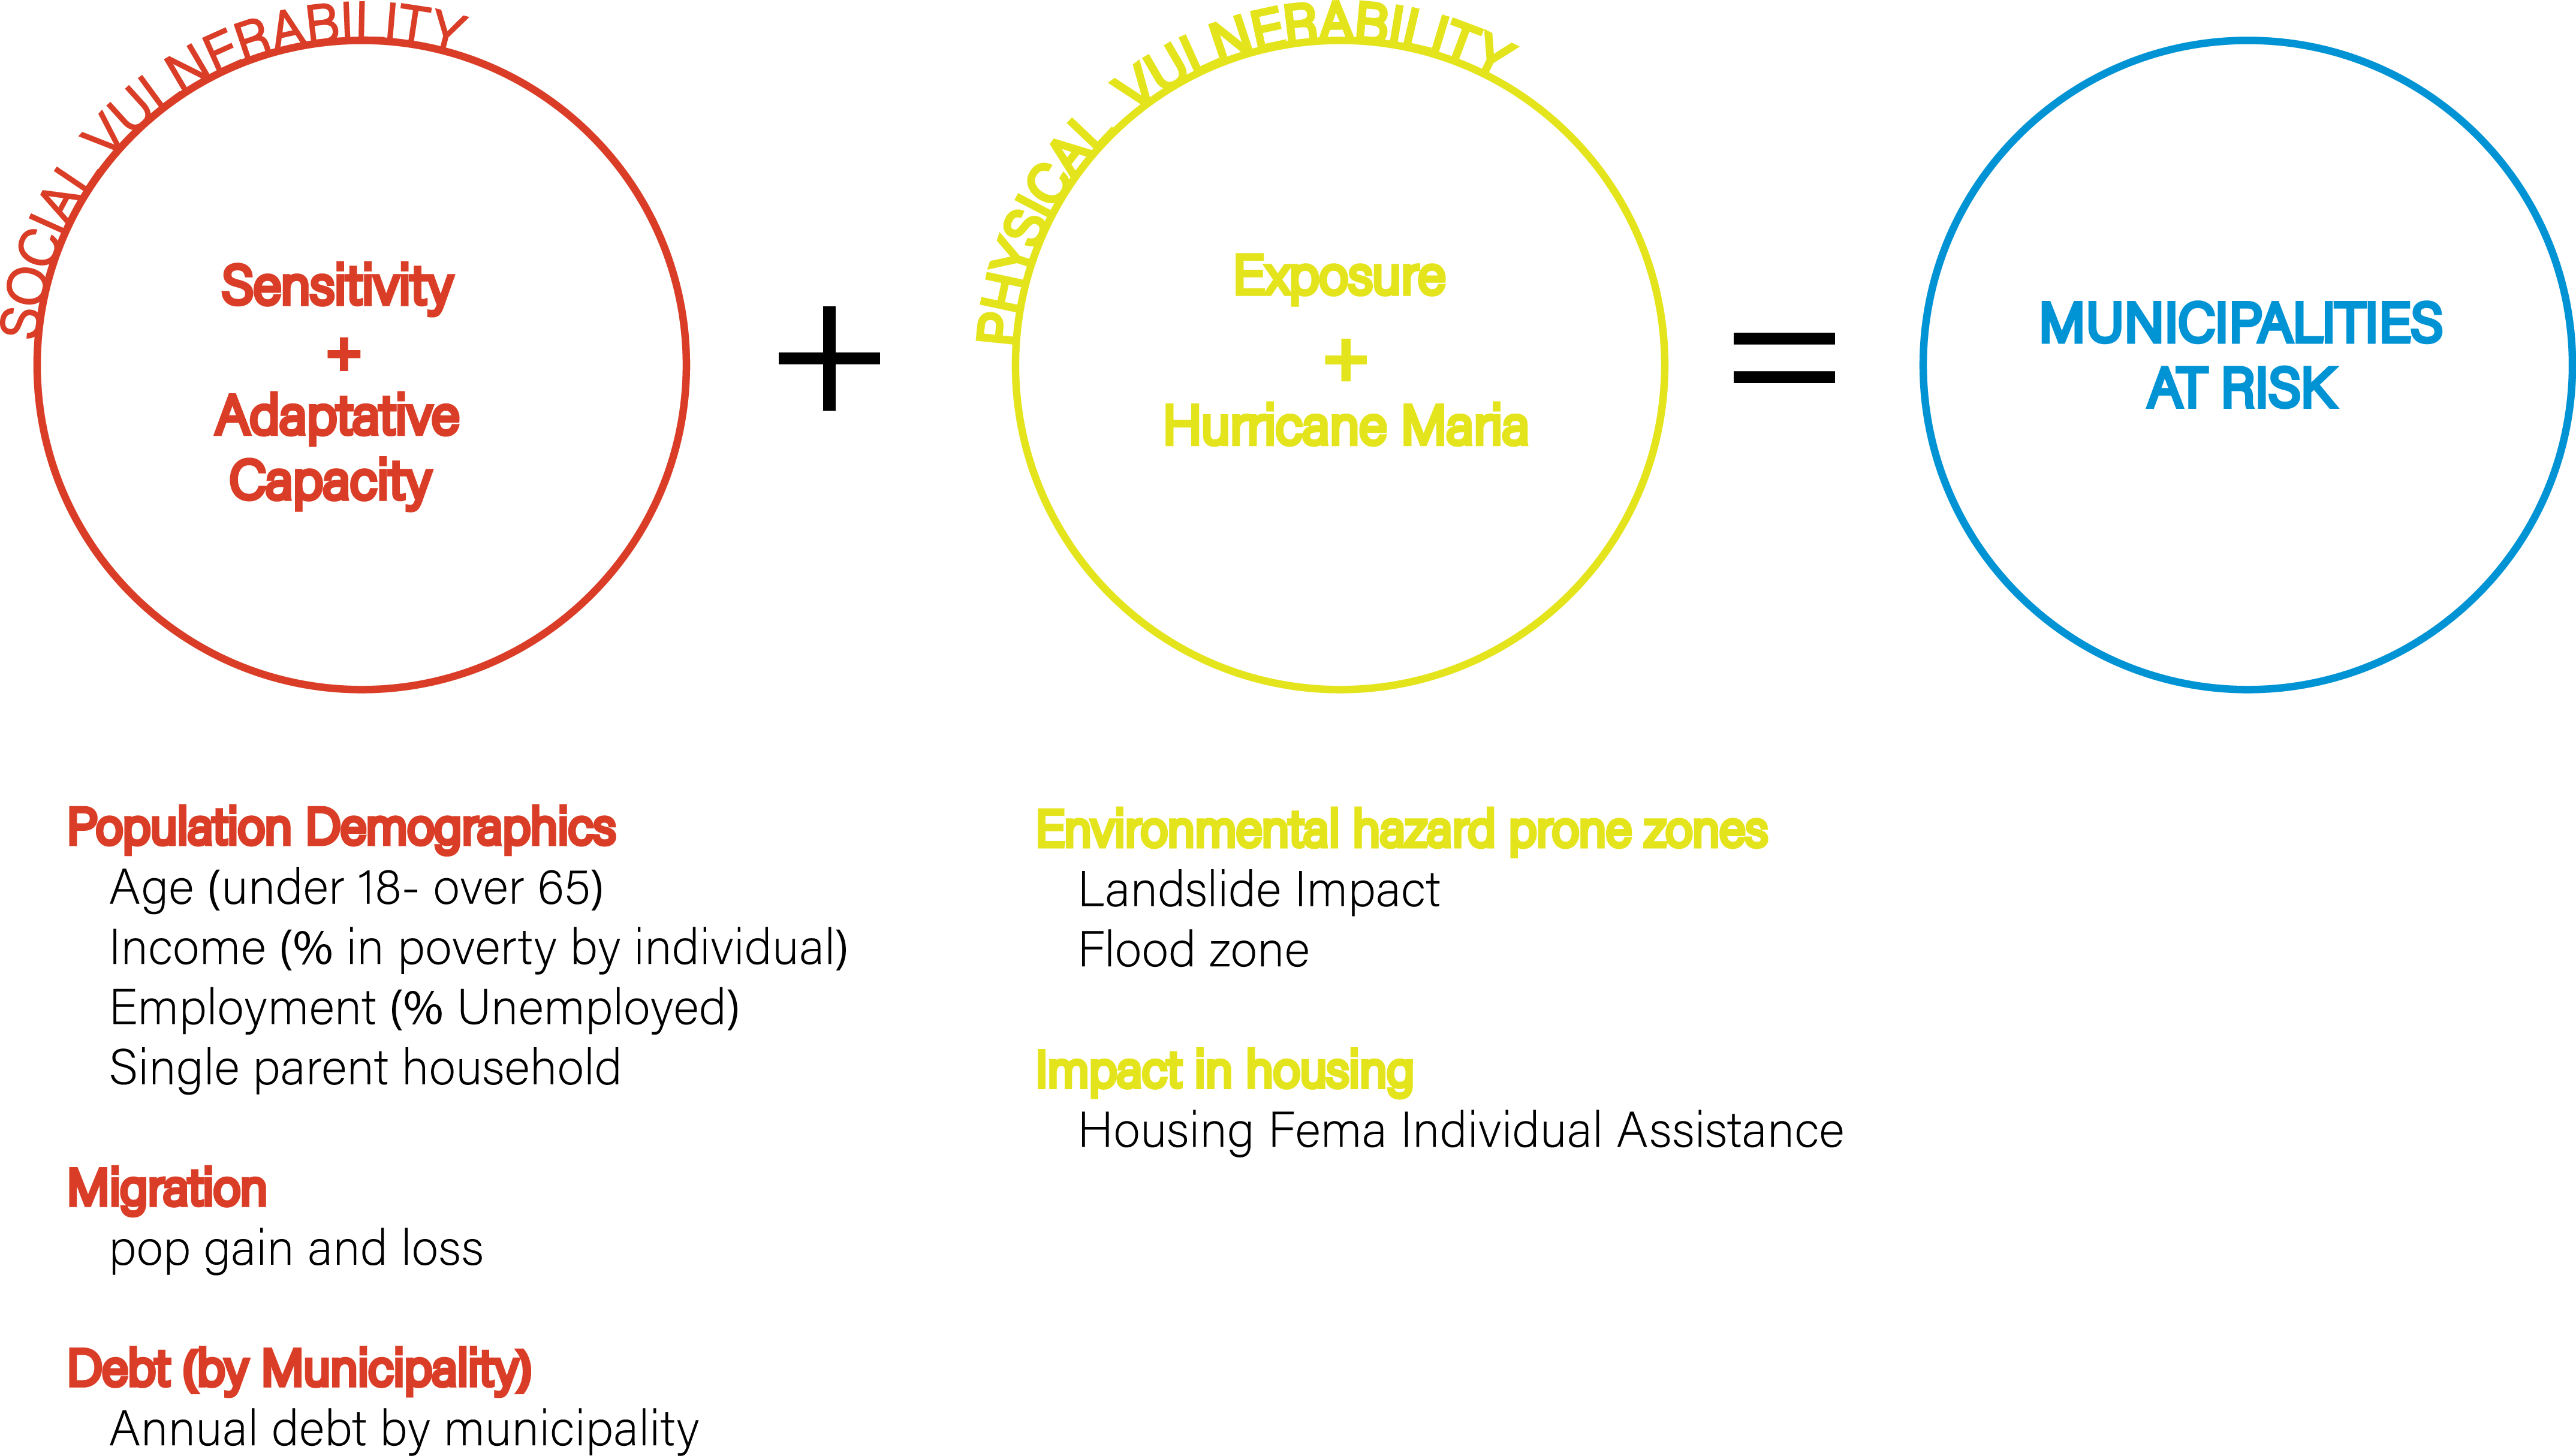 SOCIAL VULNERABILITY
Sensitivity
+
Adaptative
Capacity
+
PHYSICAL VULNERABILITY
Exposure
+
Hurricane Maria
=
MUNICIPALITIES
AT RISK
Population Demographics
Age (under 18- over 65)
Income (% in poverty by individual)
Employment (% Unemployed)
Single parent household
Migration
pop gain and loss
Debt (by Municipality)
Annual debt by municipality
Environmental hazard prone zones
Landslide Impact
Flood zone
Impact in housing
Housing Fema Individual Assistance